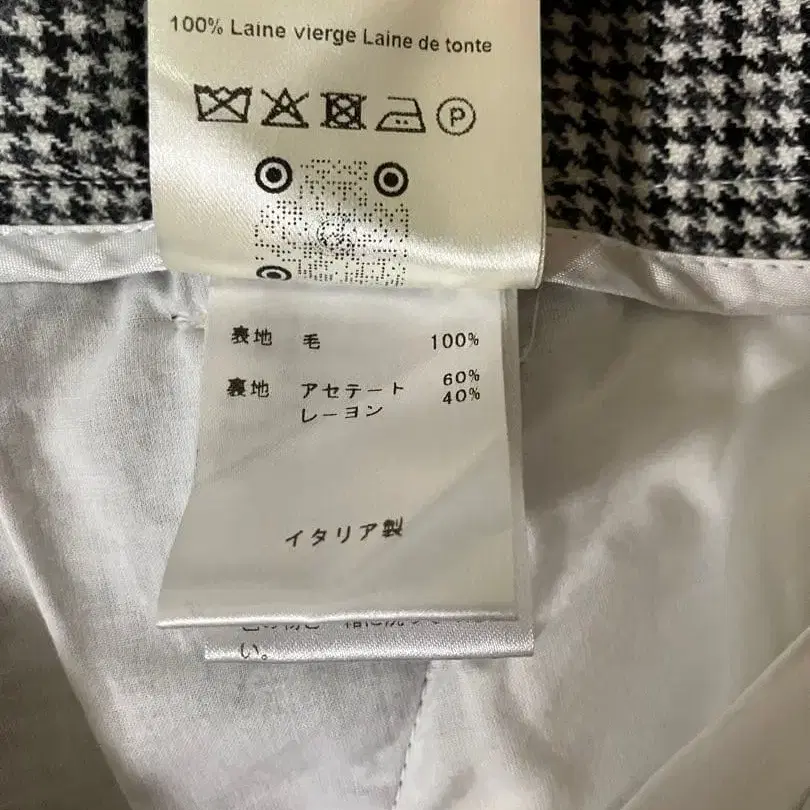 100% Laine vierge Laine de tonte
P
表地 毛 100%
裏地 アセテート 60%
レーヨン 40%
イタリア製
い。